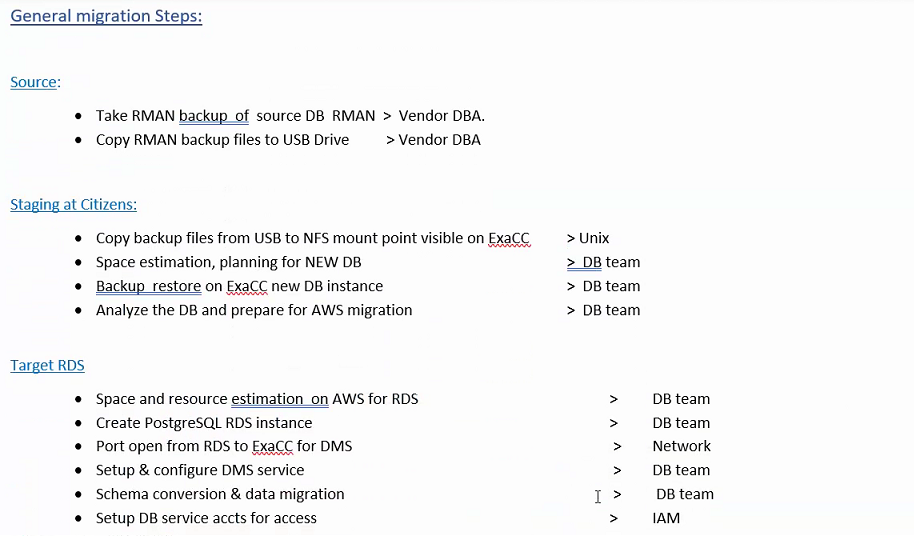 General migration Steps:
Source:
• Take RMAN backup of source DB RMAN > Vendor DBA.
• Copy RMAN backup files to USB Drive > Vendor DBA
Staging at Citizens:
• Copy backup files from USB to NFS mount point visible on ExaCC > Unix
• Space estimation, planning for NEW DB > DB team
• Backup restore on ExaCC new DB instance > DB team
• Analyze the DB and prepare for AWS migration > DB team
Target RDS
• Space and resource estimation on AWS for RDS > DB team
• Create PostgreSQL RDS instance > DB team
• Port open from RDS to ExaCC for DMS > Network
• Setup & configure DMS service > DB team
• Schema conversion & data migration > DB team
• Setup DB service accts for access > IAM